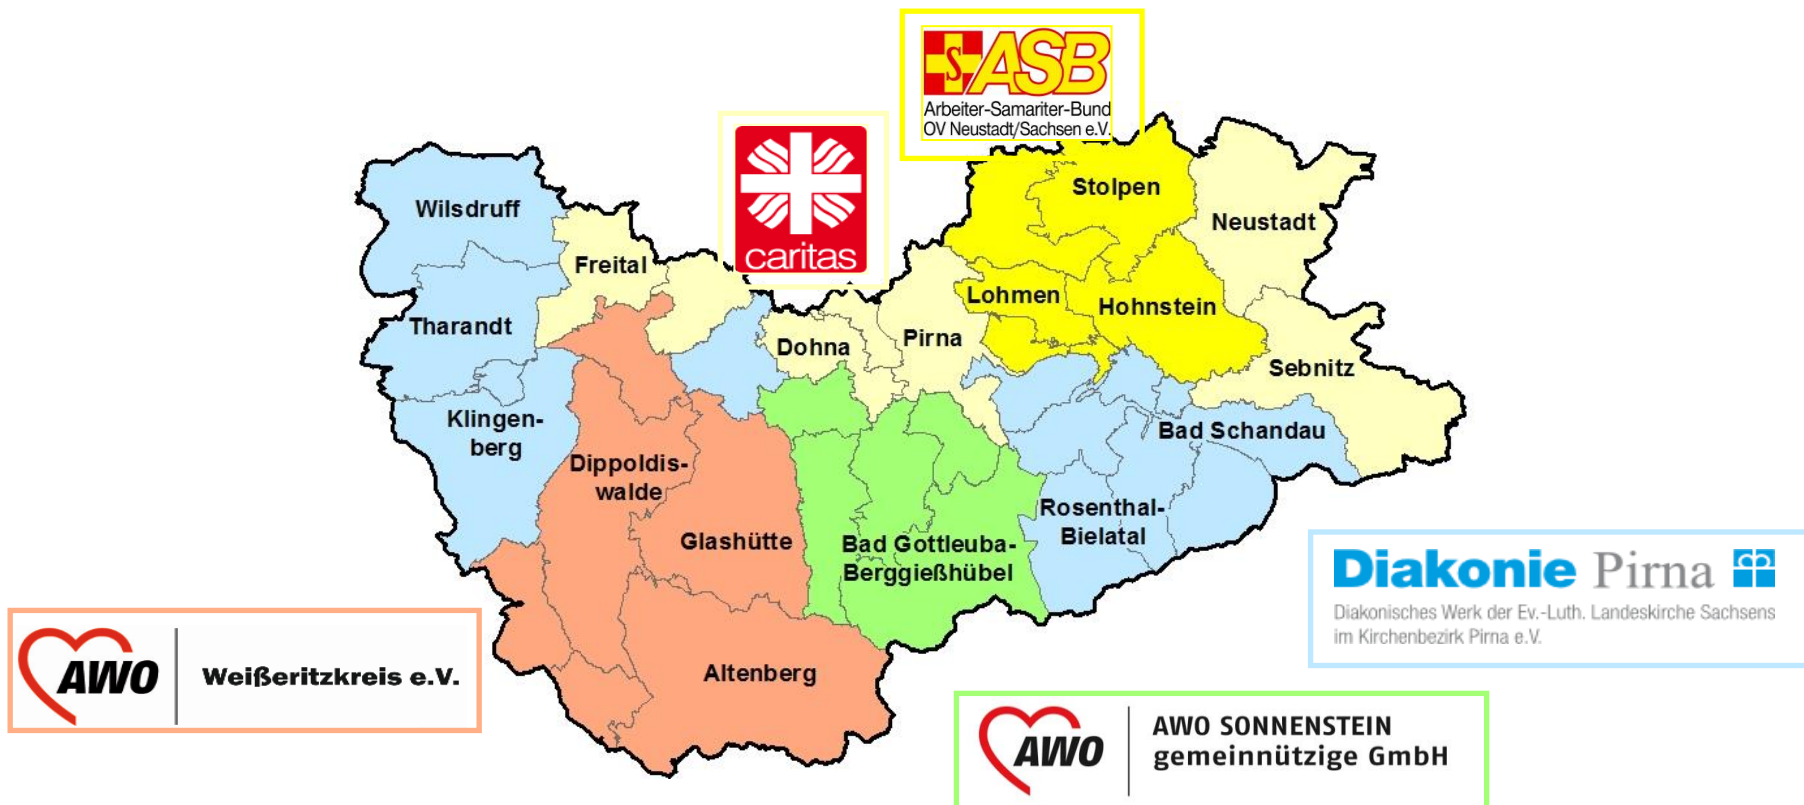 S ASB
Arbeiter-Samariter-Bund
OV Neustadt/Sachsen e.V.
caritas
Wilsdruff
Stolpen
Neustadt
Freital
Lohmen
Hohnstein
Tharandt
Dohna
Pirna
Sebnitz
Klingen-
berg
Bad Schandau
Dippoldis-
walde
Rosenthal-
Bielatal
Glashütte
Bad Gottleuba-
Berggießhübel
Altenberg
Diakonie Pirna
Diakonisches Werk der Ev.-Luth. Landeskirche Sachsens
im Kirchenbezirk Pirna e.V.
AWO
Weißeritzkreis e.V.
AWO
AWO SONNENSTEIN
gemeinnützige GmbH